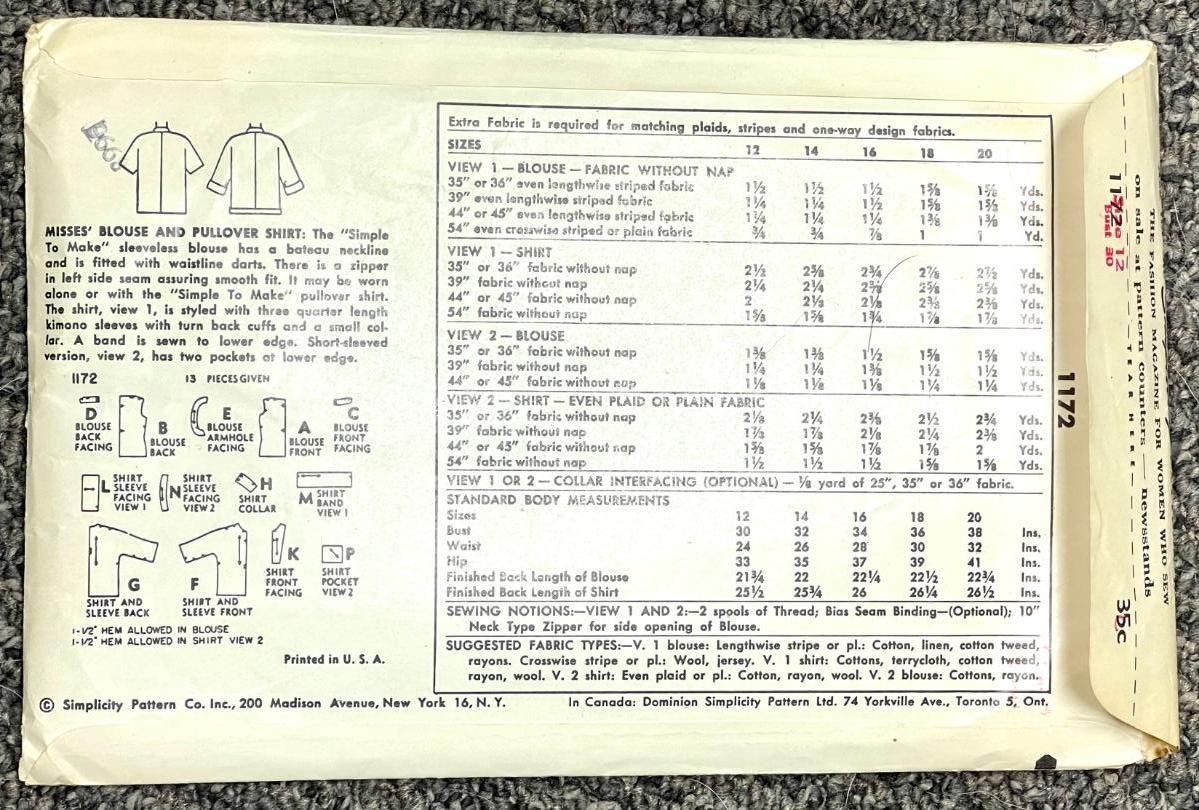 MISSES' BLOUSE AND PULLOVER SHIRT: The "Simple
To Make" sleeveless blouse has a bateau neckline
and is fitted with waistline darts. There is a zipper
in left side seam assuring smooth fit. It may be worn
alone or with the "Simple To Make" pullover shirt.
The shirt, view 1, is styled with three quarter length
kimono sleeves with turn back cuffs and a small col-
lar. A band is sewn to lower edge. Short-sleeved
version, view 2, has two pockets at lower edge.
1172 13 PIECES GIVEN
D BLOUSE BACK FACING
B BLOUSE BACK
E BLOUSE ARMHOLE FACING
A BLOUSE FRONT
C BLOUSE FRONT FACING
L SHIRT SLEEVE FACING VIEW 1
N SHIRT SLEEVE FACING VIEW 2
H SHIRT COLLAR
M SHIRT BAND VIEW 1
G SHIRT AND SLEEVE BACK
F SHIRT AND SLEEVE FRONT
K SHIRT FRONT FACING
P SHIRT POCKET VIEW 2
1-1/2" HEM ALLOWED IN BLOUSE
1-1/2" HEM ALLOWED IN SHIRT VIEW 2
Printed in U. S. A.
Extra Fabric is required for matching plaids, stripes and one-way design fabrics.
SIZES 12 14 16 18 20
VIEW 1 — BLOUSE — FABRIC WITHOUT NAP
35" or 36" even lengthwise striped fabric 1½ 1½ 1½ 1⅝ 1⅝ Yds.
39" even lengthwise striped fabric 1¼ 1¼ 1½ 1⅝ 1⅝ Yds.
44" or 45" even lengthwise striped fabric 1¼ 1¼ 1¼ 1⅜ 1⅜ Yds.
54" even crosswise striped or plain fabric ¾ ¾ ⅞ 1 1 Yd.
VIEW 1 — SHIRT
35" or 36" fabric without nap 2½ 2⅝ 2¾ 2⅞ 2⅞ Yds.
39" fabric without nap 2¼ 2¼ 2⅜ 2⅝ 2⅝ Yds.
44" or 45" fabric without nap 2 2⅛ 2⅛ 2⅜ 2⅜ Yds.
54" fabric without nap 1⅝ 1⅝ 1¾ 1⅞ 1⅞ Yds.
VIEW 2 — BLOUSE
35" or 36" fabric without nap 1⅜ 1⅜ 1½ 1⅝ 1⅝ Yds.
39" fabric without nap 1¼ 1¼ 1⅜ 1½ 1½ Yds.
44" or 45" fabric without nap 1⅛ 1⅛ 1⅛ 1¼ 1¼ Yds.
VIEW 2 — SHIRT — EVEN PLAID OR PLAIN FABRIC
35" or 36" fabric without nap 2⅛ 2¼ 2⅜ 2½ 2¾ Yds.
39" fabric without nap 1⅞ 1⅞ 2⅛ 2¼ 2⅜ Yds.
44" or 45" fabric without nap 1⅝ 1⅝ 1⅞ 1⅞ 2 Yds.
54" fabric without nap 1½ 1½ 1½ 1⅝ 1⅝ Yds.
VIEW 1 OR 2 — COLLAR INTERFACING (OPTIONAL) — ⅛ yard of 25", 35" or 36" fabric.
STANDARD BODY MEASUREMENTS
Sizes 12 14 16 18 20
Bust 30 32 34 36 38 Ins.
Waist 24 26 28 30 32 Ins.
Hip 33 35 37 39 41 Ins.
Finished Back Length of Blouse 21¾ 22 22¼ 22½ 22¾ Ins.
Finished Back Length of Shirt 25½ 25¾ 26 26¼ 26½ Ins.
SEWING NOTIONS:—VIEW 1 AND 2:—2 spools of Thread; Bias Seam Binding—(Optional); 10"
Neck Type Zipper for side opening of Blouse.
SUGGESTED FABRIC TYPES:—V. 1 blouse: Lengthwise stripe or pl.: Cotton, linen, cotton tweed,
rayons. Crosswise stripe or pl.: Wool, jersey. V. 1 shirt: Cottons, terrycloth, cotton tweed,
rayon, wool. V. 2 shirt: Even plaid or pl.: Cotton, rayon, wool. V. 2 blouse: Cottons, rayon.
© Simplicity Pattern Co. Inc., 200 Madison Avenue, New York 16, N. Y.
In Canada: Dominion Simplicity Pattern Ltd. 74 Yorkville Ave., Toronto 5, Ont.
1172
THE FASHION MAGAZINE FOR WOMEN WHO SEW
on sale at pattern counters — newsstands
TEAR HERE
1172
Size 12
Bust 30
35c